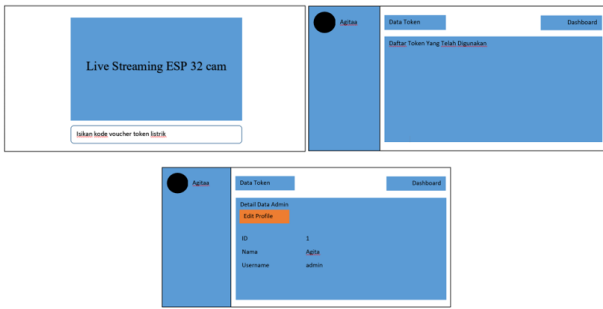 Live Streaming ESP 32 cam
Isikan kode voucher token listrik
Agitaa
Data Token
Dashboard
Daftar Token Yang Telah Digunakan
Agitaa
Data Token
Dashboard
Detail Data Admin
Edit Profile
ID 1
Nama Agita
Username admin